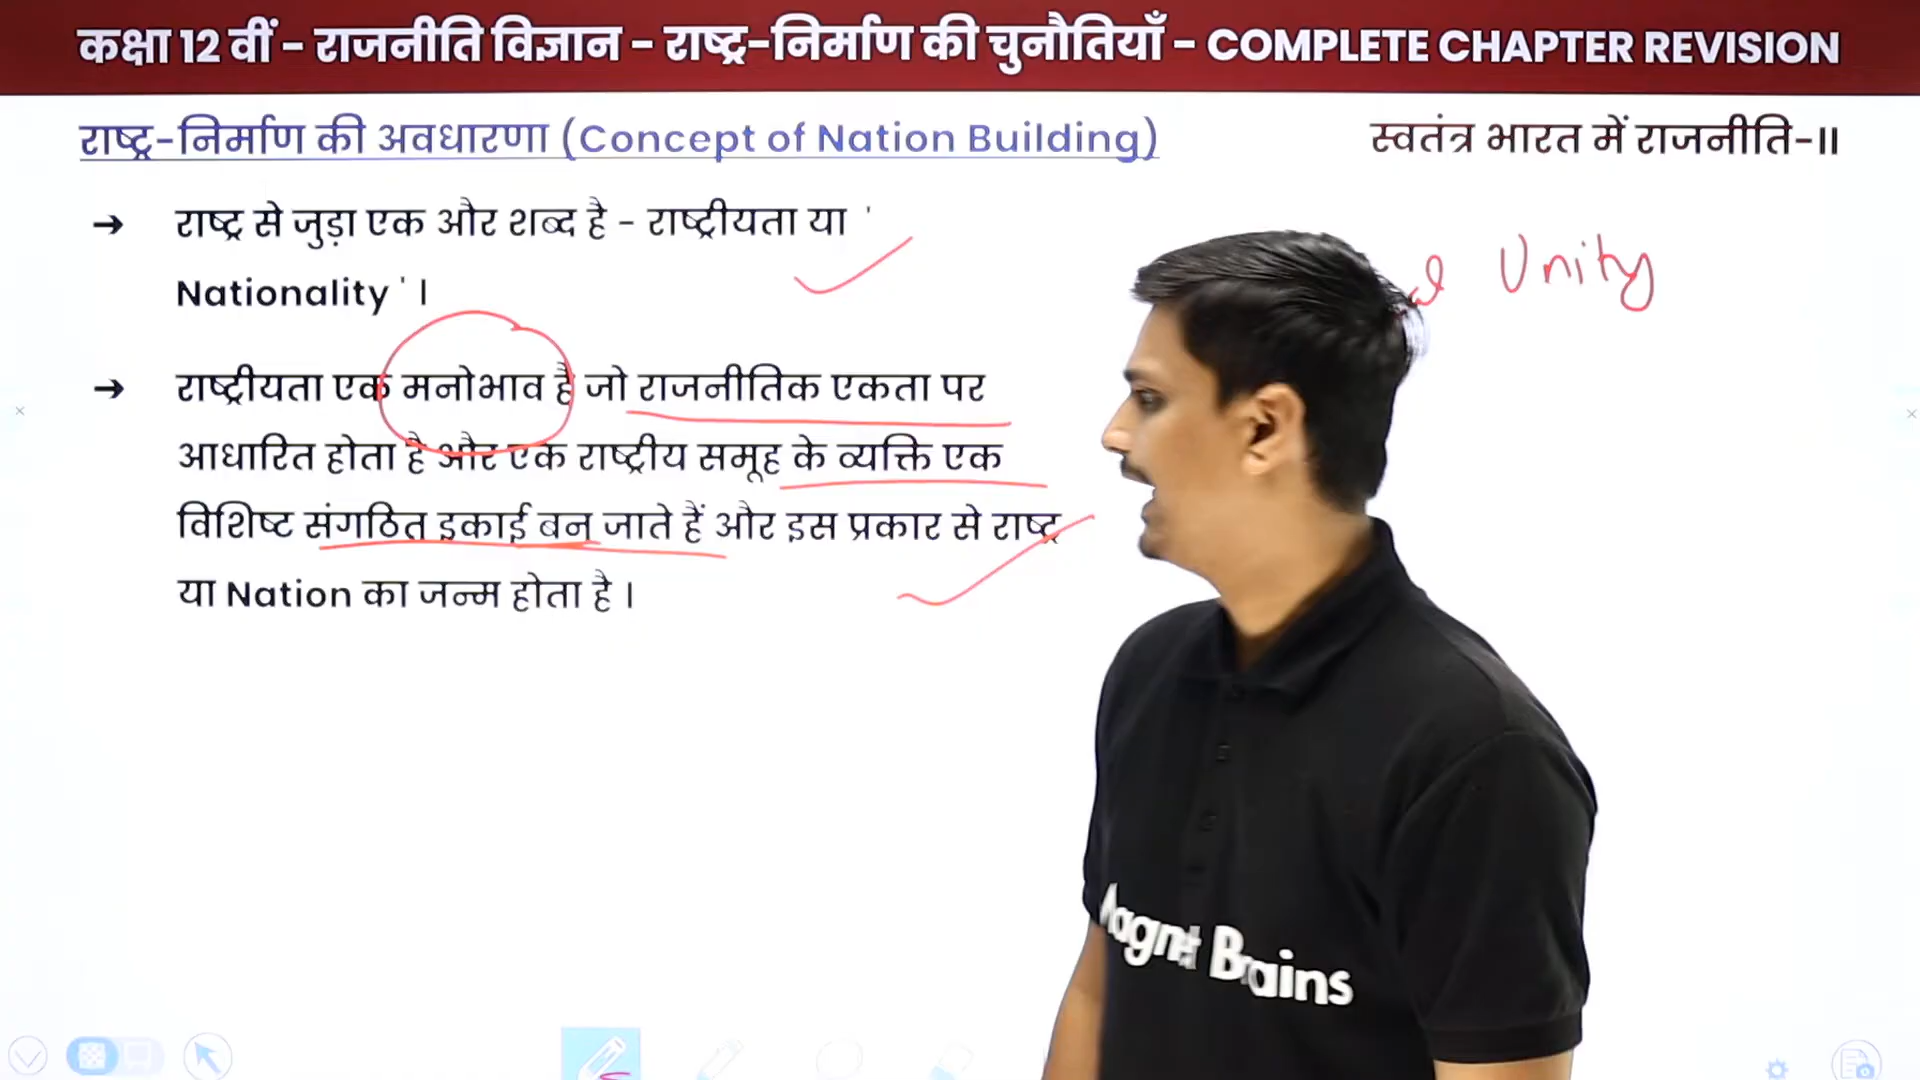 कक्षा 12 वीं - राजनीति विज्ञान - राष्ट्र-निर्माण की चुनौतियाँ - COMPLETE CHAPTER REVISION
राष्ट्र-निर्माण की अवधारणा (Concept of Nation Building)
स्वतंत्र भारत में राजनीति-II
→ राष्ट्र से जुड़ा एक और शब्द है - राष्ट्रीयता या '
Nationality ' ।
Unity
→ राष्ट्रीयता एक मनोभाव है जो राजनीतिक एकता पर
आधारित होता है और एक राष्ट्रीय समूह के व्यक्ति एक
विशिष्ट संगठित इकाई बन जाते हैं और इस प्रकार से राष्ट्र
या Nation का जन्म होता है ।
Magnet Brains